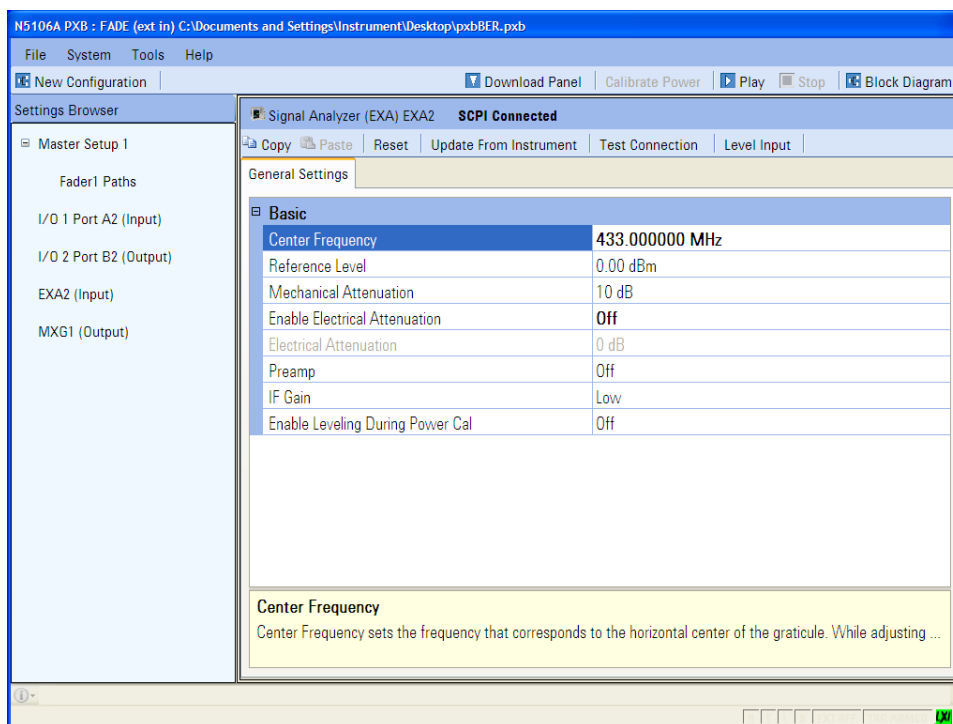 N5106A PXB : FADE (ext in) C:\Documents and Settings\Instrument\Desktop\pxbBER.pxb
File System Tools Help
New Configuration Download Panel Calibrate Power Play Stop Block Diagram
Settings Browser
Signal Analyzer (EXA) EXA2 SCPI Connected
Master Setup 1
Fader1 Paths
I/O 1 Port A2 (Input)
I/O 2 Port B2 (Output)
EXA2 (Input)
MXG1 (Output)
Copy Paste Reset Update From Instrument Test Connection Level Input
General Settings
Basic
Center Frequency 433.000000 MHz
Reference Level 0.00 dBm
Mechanical Attenuation 10 dB
Enable Electrical Attenuation Off
Electrical Attenuation 0 dB
Preamp Off
IF Gain Low
Enable Leveling During Power Cal Off
Center Frequency
Center Frequency sets the frequency that corresponds to the horizontal center of the graticule. While adjusting ...
LXI